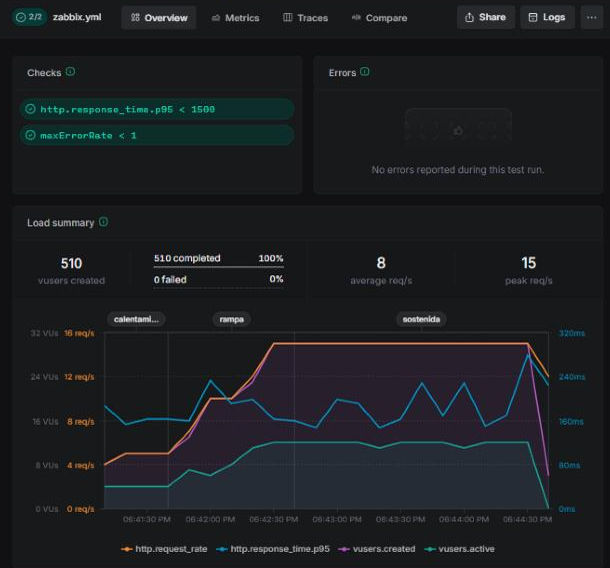 2/2 zabbix.yml Overview Metrics Traces Compare Share Logs ...
Checks
http.response_time.p95 < 1500
maxErrorRate < 1
Errors
No errors reported during this test run.
Load summary
510
vusers created
510 completed 100%
0 failed 0%
8
average req/s
15
peak req/s
calentami... rampa sostenida
32 VUs 16 req/s 320ms
24 VUs 12 req/s 240ms
16 VUs 8 req/s 160ms
8 VUs 4 req/s 80ms
0 VUs 0 req/s 0ms
06:41:30 PM 06:42:00 PM 06:42:30 PM 06:43:00 PM 06:43:30 PM 06:44:00 PM 06:44:30 PM
http.request_rate http.response_time.p95 vusers.created vusers.active